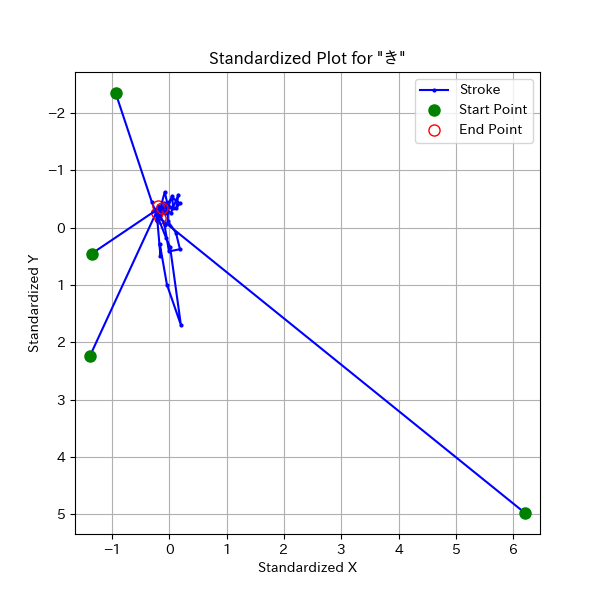 Standardized Plot for "き"
Stroke
Start Point
End Point
−2
−1
0
1
2
3
4
5
Standardized Y
−1
0
1
2
3
4
5
6
Standardized X